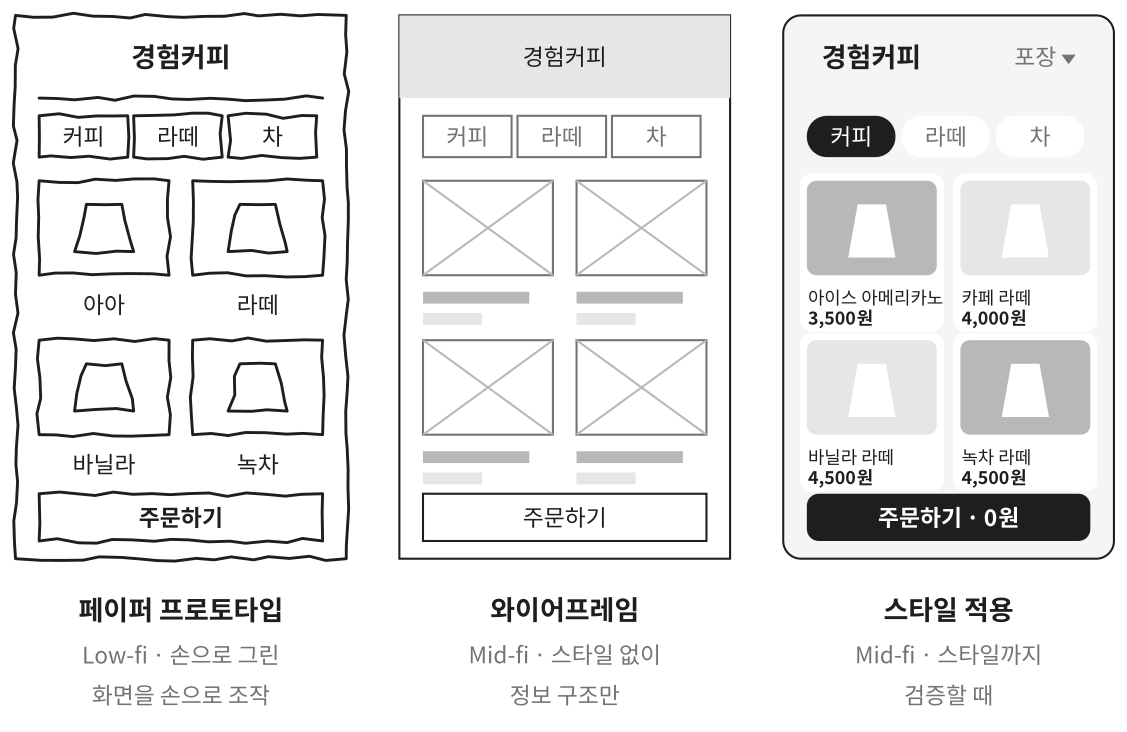 경험커피
커피 라떼 차
아아 라떼
바닐라 녹차
주문하기
페이퍼 프로토타입
Low-fi · 손으로 그린
화면을 손으로 조작
경험커피
커피 라떼 차
주문하기
와이어프레임
Mid-fi · 스타일 없이
정보 구조만
경험커피 포장
커피 라떼 차
아이스 아메리카노 카페 라떼
3,500원 4,000원
바닐라 라떼 녹차 라떼
4,500원 4,500원
주문하기 · 0원
스타일 적용
Mid-fi · 스타일까지
검증할 때